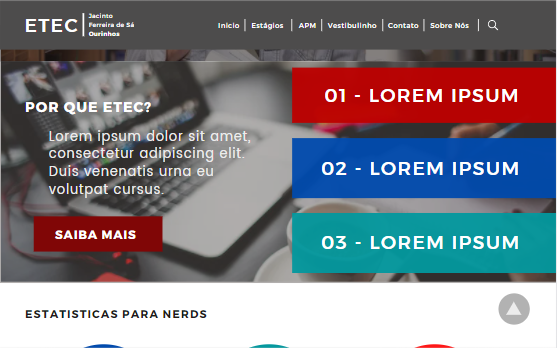 ETEC
Jacinto
Ferreira de Sá
Ourinhos
Início | Estágios | APM | Vestibulinho | Contato | Sobre Nós |
POR QUE ETEC?
Lorem ipsum dolor sit amet,
consectetur adipiscing elit.
Duis venenatis urna eu
volutpat cursus.
SAIBA MAIS
01 - LOREM IPSUM
02 - LOREM IPSUM
03 - LOREM IPSUM
ESTATISTICAS PARA NERDS